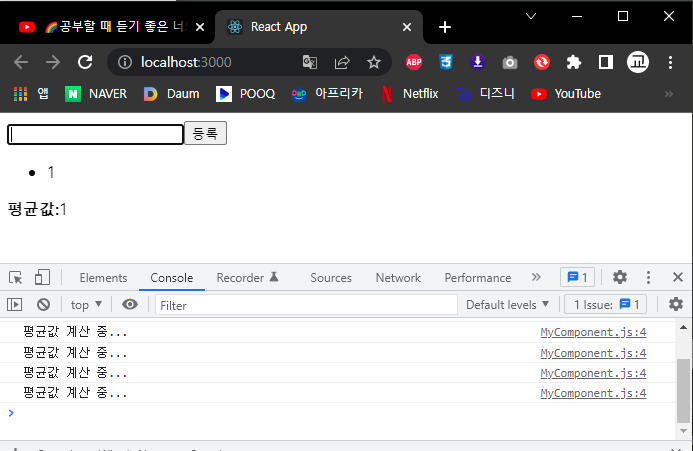 🌈공부할 때 듣기 좋은 너
React App
localhost:3000
ABP
앱 NAVER Daum POOQ 아프리카 Netflix 디즈니 YouTube
등록
1
평균값:1
Elements Console Recorder Sources Network Performance 1
top Filter Default levels 1 Issue: 1
평균값 계산 중... MyComponent.js:4
평균값 계산 중... MyComponent.js:4
평균값 계산 중... MyComponent.js:4
평균값 계산 중... MyComponent.js:4